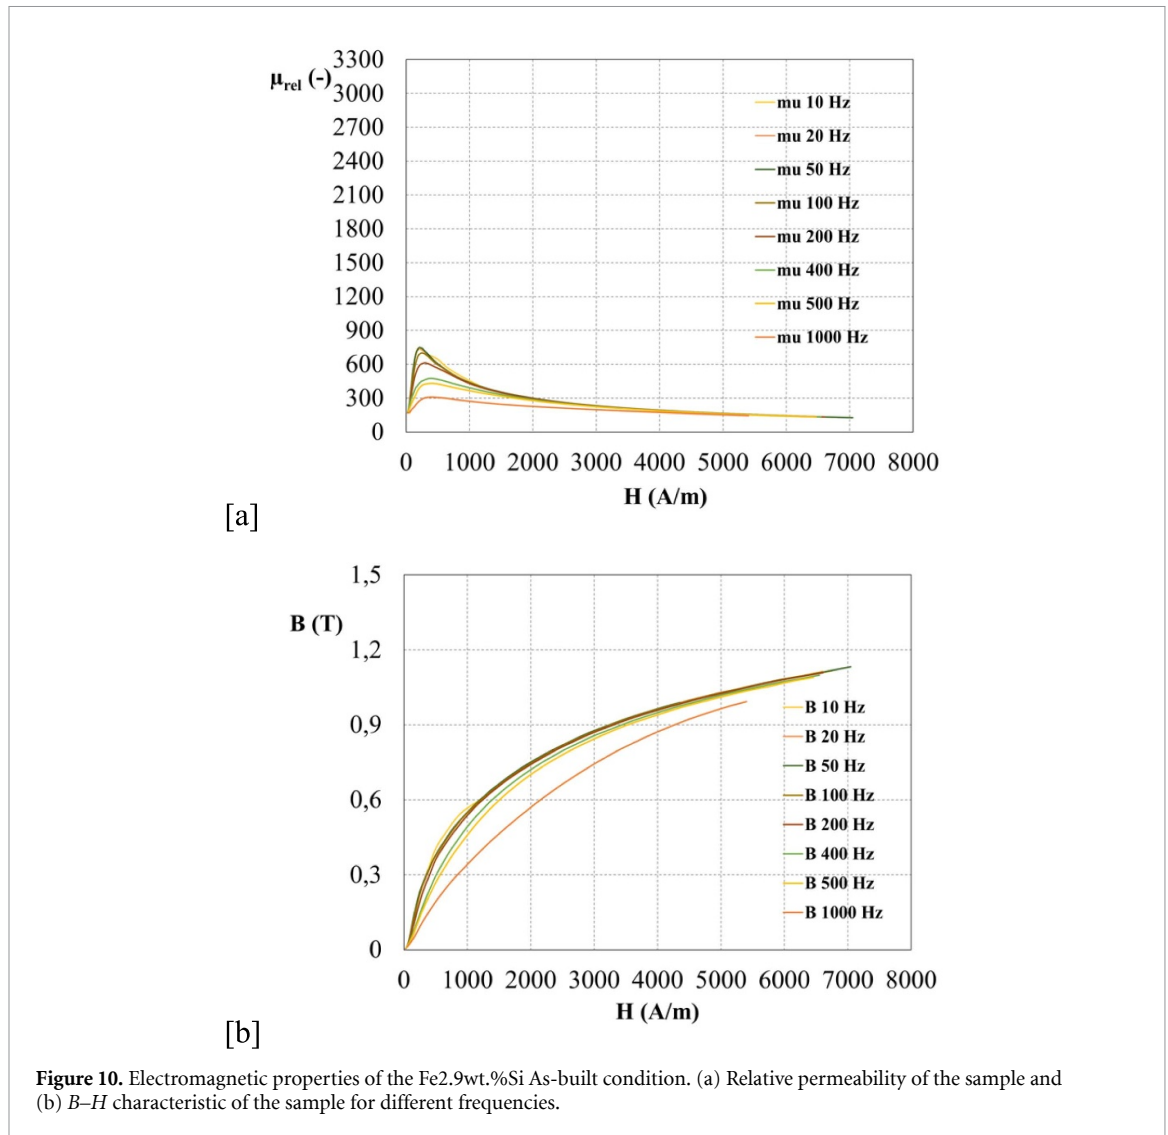 3300
μrel (-)
3000
2700
2400
2100
1800
1500
1200
900
600
300
0
mu 10 Hz
mu 20 Hz
mu 50 Hz
mu 100 Hz
mu 200 Hz
mu 400 Hz
mu 500 Hz
mu 1000 Hz
0 1000 2000 3000 4000 5000 6000 7000 8000
H (A/m)
[a]
1,5
B (T)
1,2
0,9
0,6
0,3
0
B 10 Hz
B 20 Hz
B 50 Hz
B 100 Hz
B 200 Hz
B 400 Hz
B 500 Hz
B 1000 Hz
0 1000 2000 3000 4000 5000 6000 7000 8000
H (A/m)
[b]
Figure 10. Electromagnetic properties of the Fe2.9wt.%Si As-built condition. (a) Relative permeability of the sample and
(b) B–H characteristic of the sample for different frequencies.